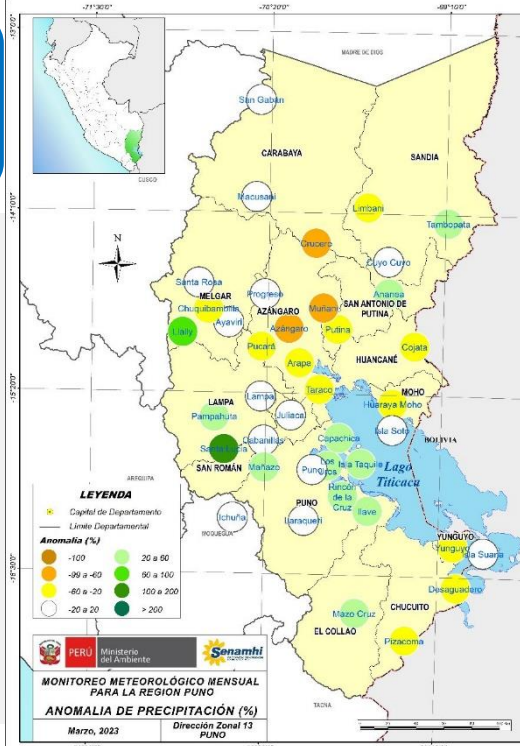 -71°30'0"
-70°20'0"
-69°10'0"
-13°0'0"
MADRE DE DIOS
San Gabán
CUSCO
CARABAYA
SANDIA
-14°10'0"
Macusani
Limbani
Tambopata
Crucero
N
Cuyo Cuyo
Santa Rosa
Progreso
Ananea
MELGAR
Chuquibambilla
AZÁNGARO
Muñani
SAN ANTONIO DE
PUTINA
Llally
Ayaviri
Azángaro
Putina
Pucará
HUANCANÉ
Cojata
Arapa
-15°20'0"
Taraco
LAMPA
Lampa
MOHO
Huaraya Moho
Pampahuta
Juliaca
Isla Soto
Capachica
BOLIVIA
Santa Lucía
Cabanillas
SAN ROMÁN
Mañazo
Puno
Los
Isla Taquile
Lago
Titicaca
AREQUIPA
Rincón
de la
Cruz
PUNO
Ilave
Ichuña
Laraqueri
MOQUEGUA
YUNGUYO
Yunguyo
Isla Suana
-16°30'0"
Desaguadero
Mazo Cruz
CHUCUITO
EL COLLAO
Pizacoma
TACNA
LEYENDA
Capital de Departamento
Límite Departamental
Anomalía (%)
-100
20 a 60
-99 a -60
60 a 100
-60 a -20
100 a 200
-20 a 20
> 200
PERÚ
Ministerio
del Ambiente
Senamhi
MONITOREO METEOROLÓGICO MENSUAL
PARA LA REGION PUNO
ANOMALIA DE PRECIPITACIÓN (%)
Marzo, 2023
Dirección Zonal 13
PUNO